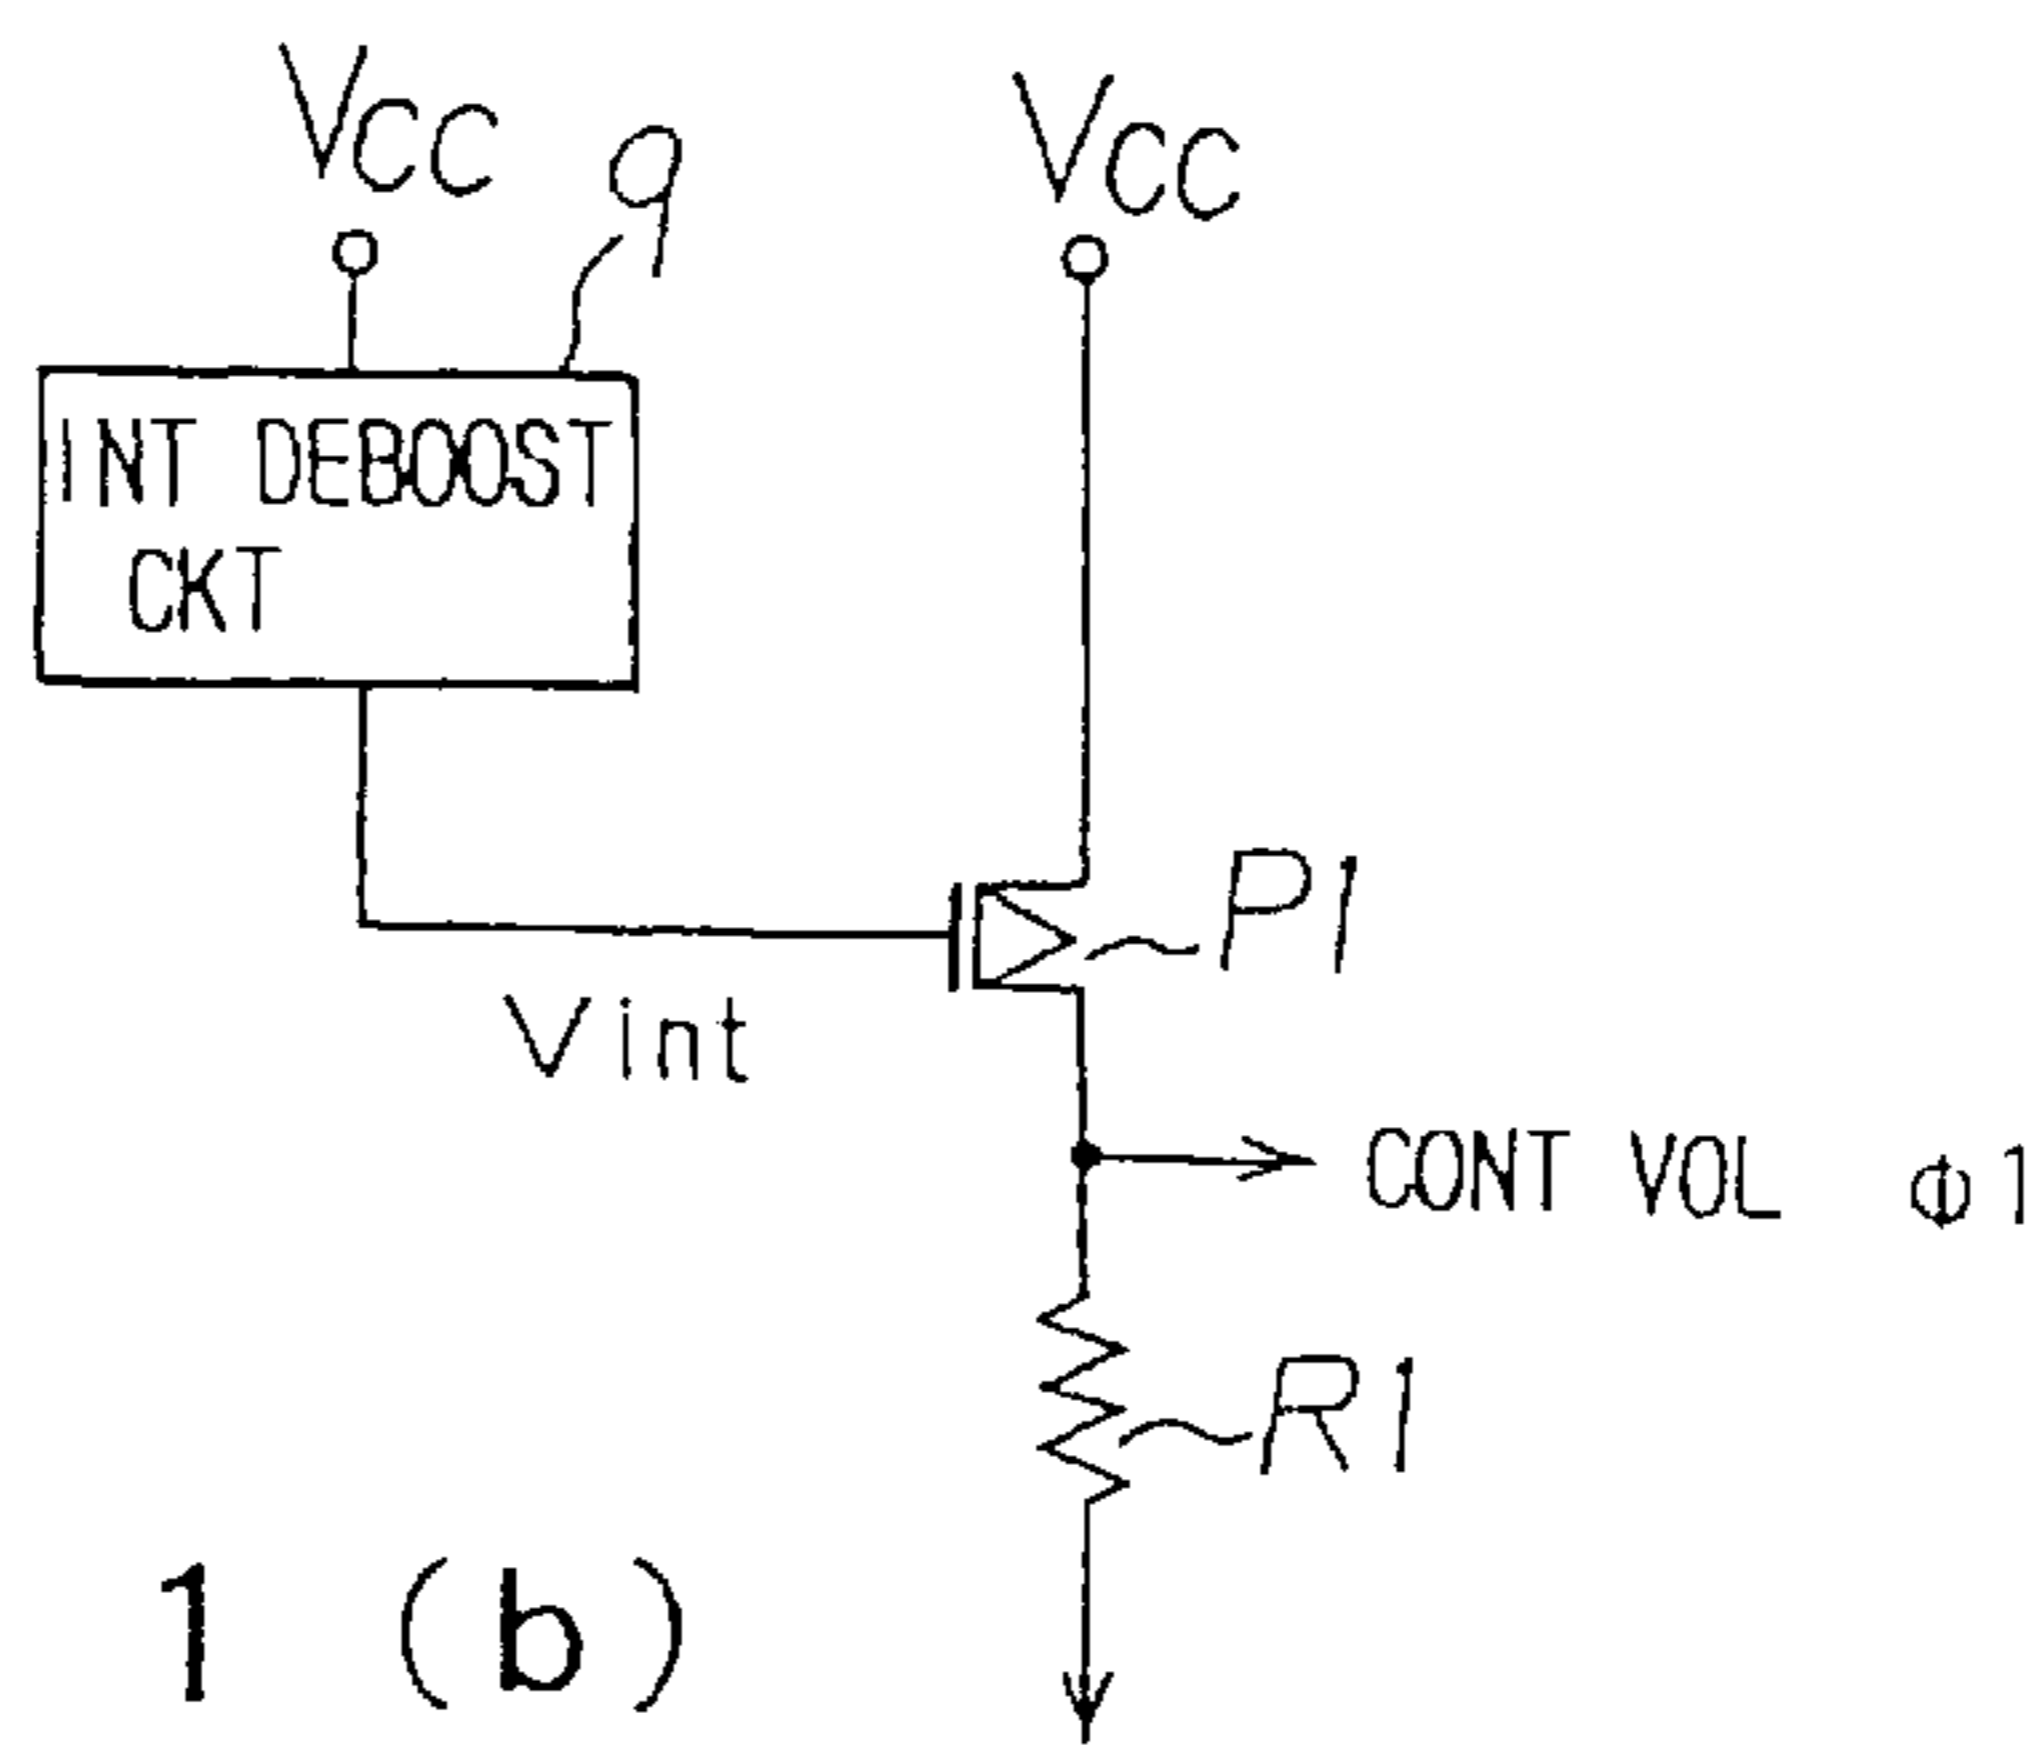 VCC
9
VCC
INT DEBOOST
CKT
P1
Vint
CONT VOL φ1
R1
1 (b)